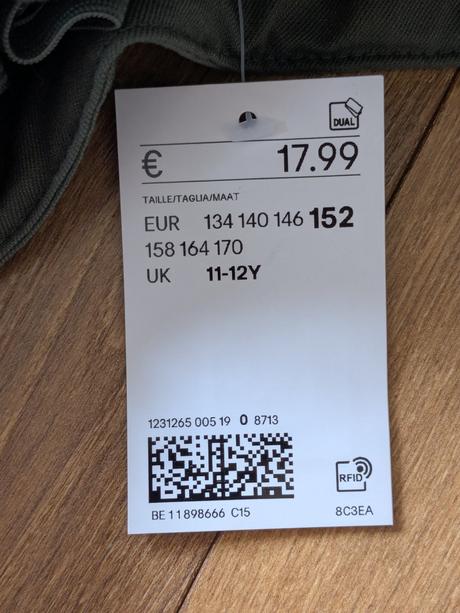 DUAL
€ 17.99
TAILLE/TAGLIA/MAAT
EUR 134 140 146 152
158 164 170
UK 11-12Y
1231265 005 19 0 8713
RFID
BE 11898666 C15 8C3EA